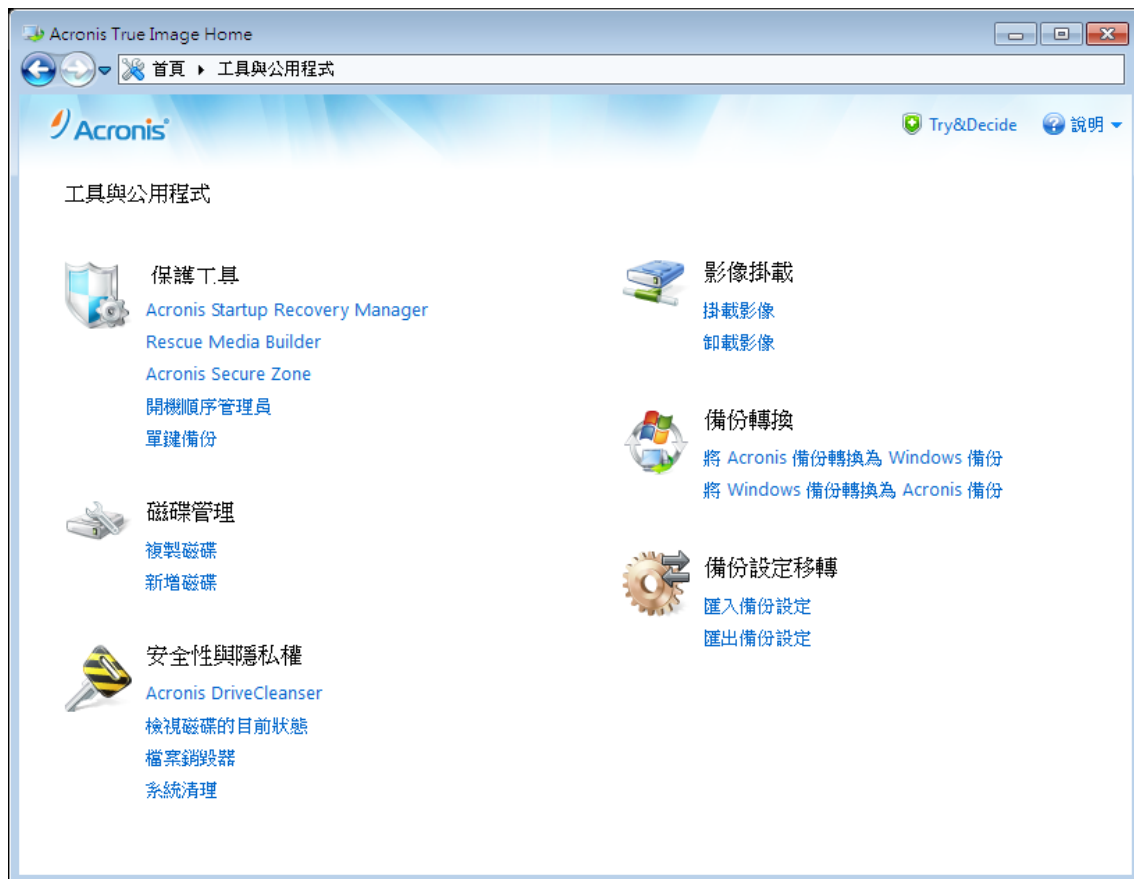 Acronis True Image Home
首頁 ▸ 工具與公用程式
Acronis
Try&Decide
說明
工具與公用程式
保護工具
Acronis Startup Recovery Manager
Rescue Media Builder
Acronis Secure Zone
開機順序管理員
單鍵備份
磁碟管理
複製磁碟
新增磁碟
安全性與隱私權
Acronis DriveCleanser
檢視磁碟的目前狀態
檔案銷毀器
系統清理
影像掛載
掛載影像
卸載影像
備份轉換
將 Acronis 備份轉換為 Windows 備份
將 Windows 備份轉換為 Acronis 備份
備份設定移轉
匯入備份設定
匯出備份設定